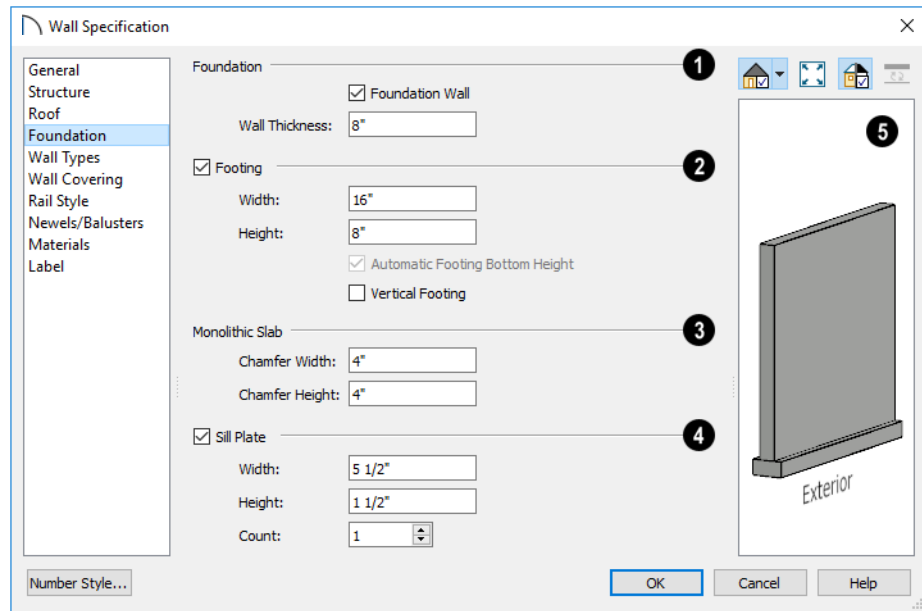 Wall Specification
General
Structure
Roof
Foundation
Wall Types
Wall Covering
Rail Style
Newels/Balusters
Materials
Label
Foundation
1
Foundation Wall
Wall Thickness: 8"
Footing
2
Width: 16"
Height: 8"
Automatic Footing Bottom Height
Vertical Footing
Monolithic Slab
3
Chamfer Width: 4"
Chamfer Height: 4"
Sill Plate
4
Width: 5 1/2"
Height: 1 1/2"
Count: 1
5
Exterior
Number Style...
OK
Cancel
Help